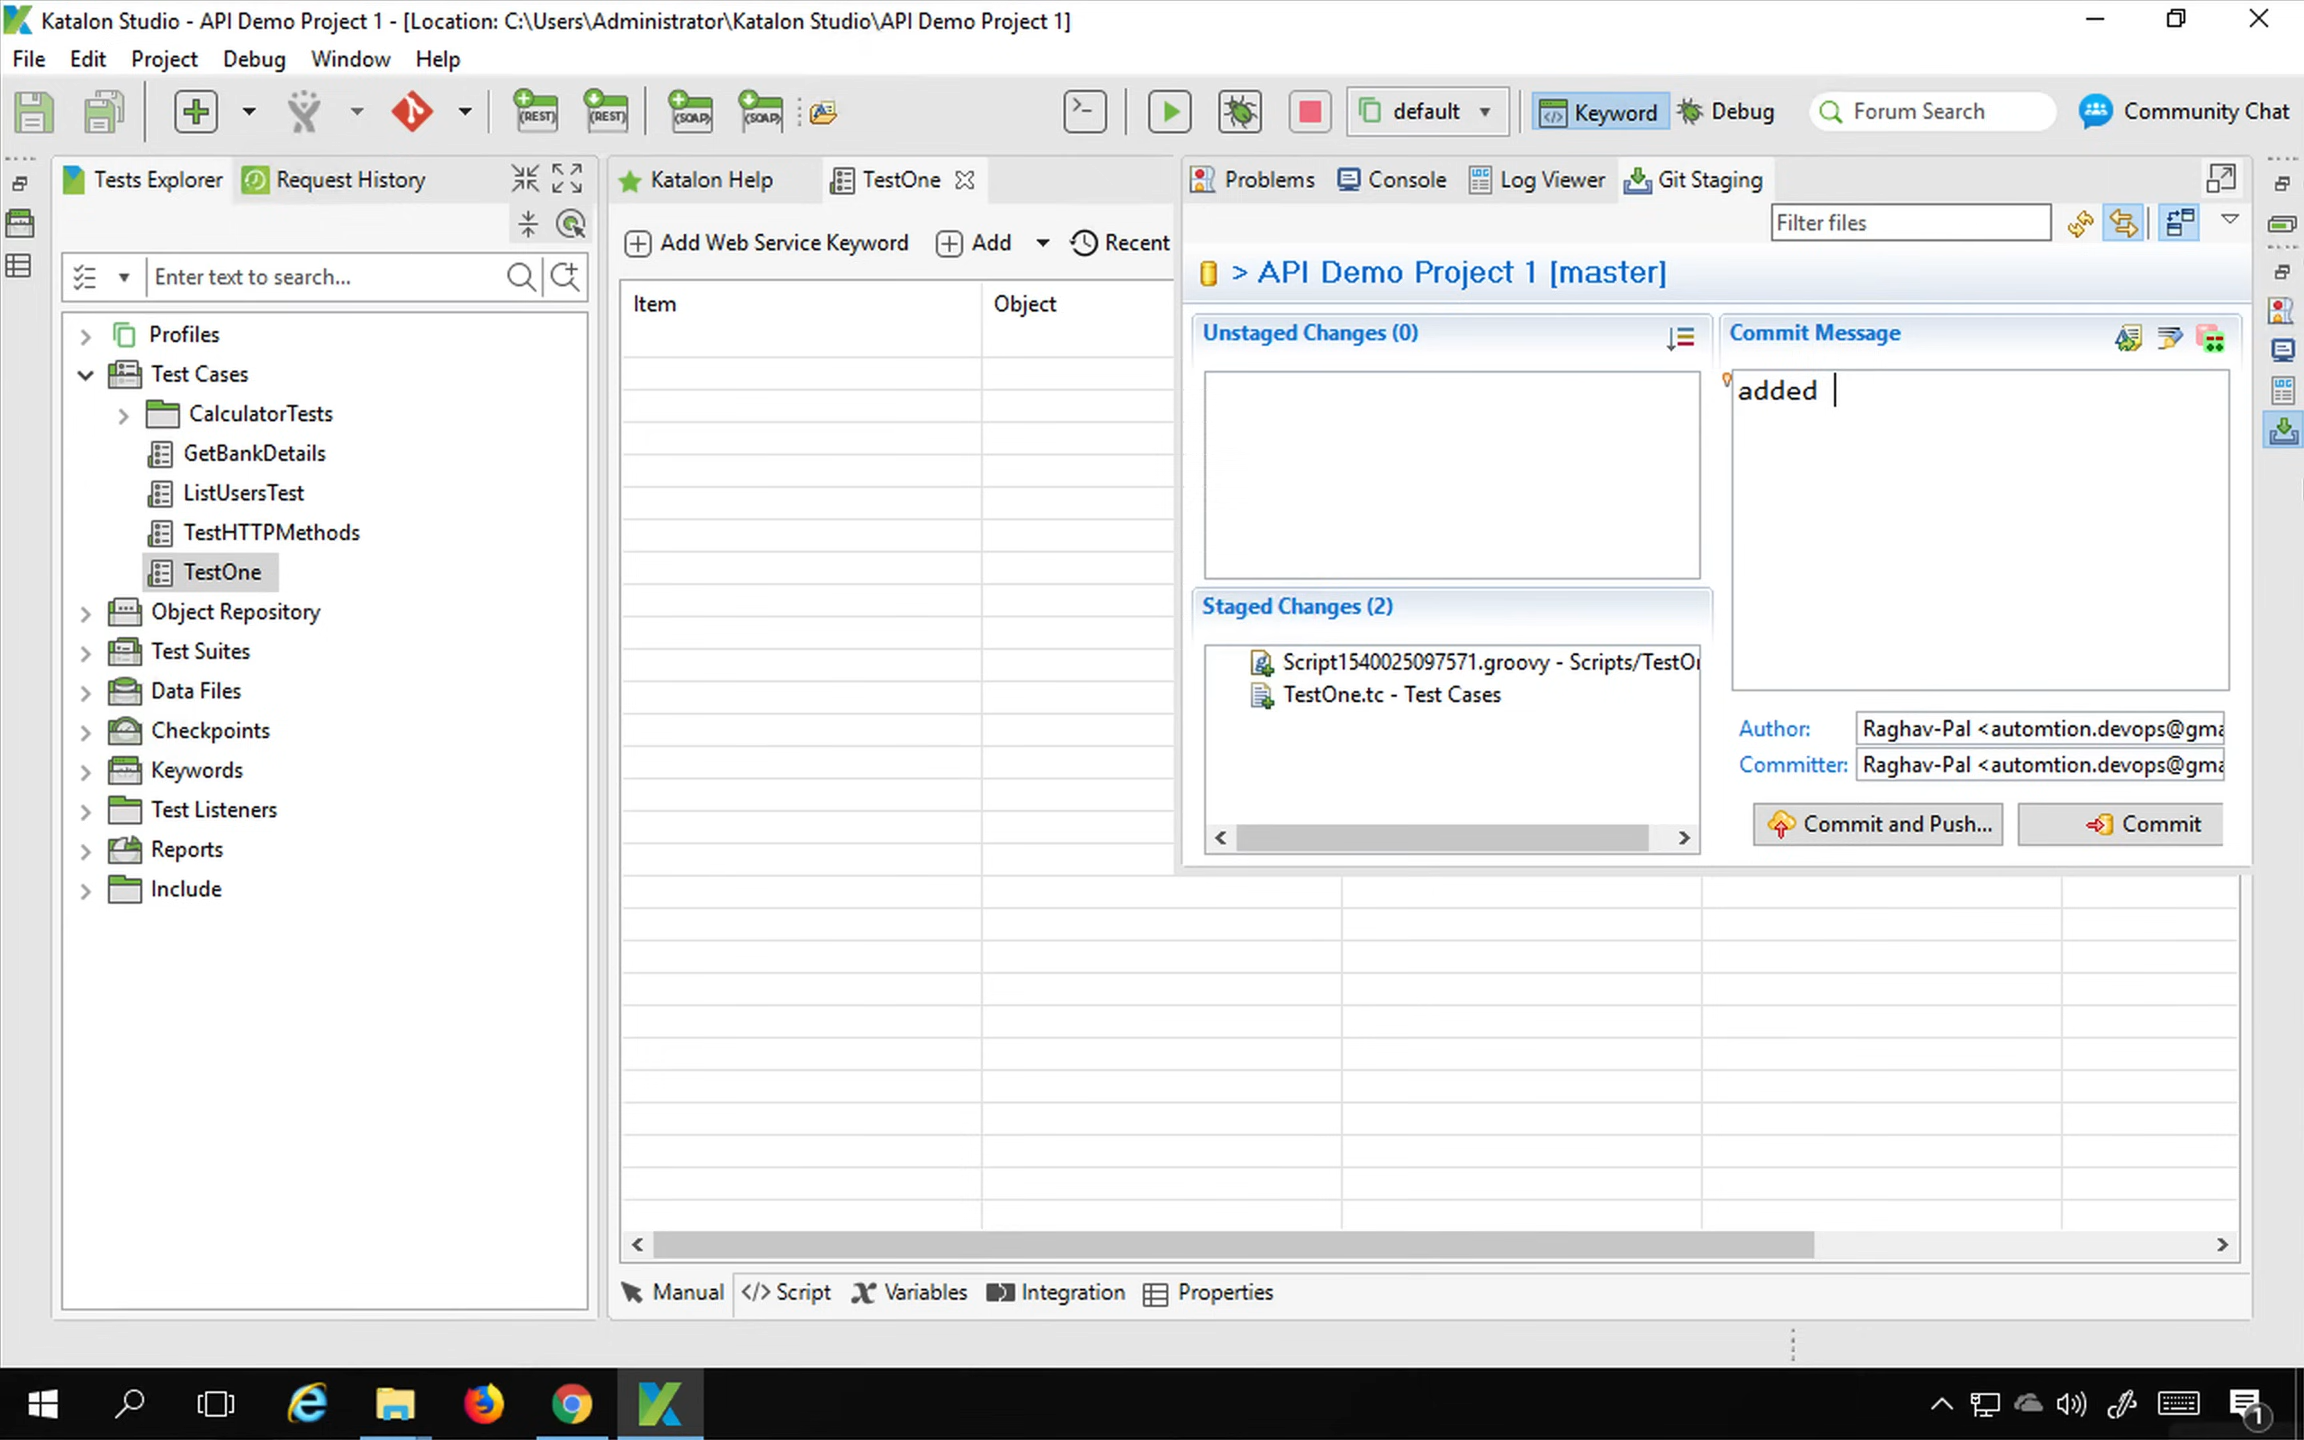 Katalon Studio - API Demo Project 1 - [Location: C:\Users\Administrator\Katalon Studio\API Demo Project 1]
File Edit Project Debug Window Help
(REST) (REST) (SOAP) (SOAP) default Keyword Debug Forum Search Community Chat
Tests Explorer Request History
Enter text to search...
Profiles
Test Cases
CalculatorTests
GetBankDetails
ListUsersTest
TestHTTPMethods
TestOne
Object Repository
Test Suites
Data Files
Checkpoints
Keywords
Test Listeners
Reports
Include
Katalon Help TestOne
Add Web Service Keyword Add Recent
Item Object
Manual </> Script Variables Integration Properties
Problems Console Log Viewer Git Staging
Filter files
> API Demo Project 1 [master]
Unstaged Changes (0)
Staged Changes (2)
Script1540025097571.groovy - Scripts/TestOn
TestOne.tc - Test Cases
Commit Message
added
Author: Raghav-Pal <automtion.devops@gma
Committer: Raghav-Pal <automtion.devops@gma
Commit and Push... Commit
1